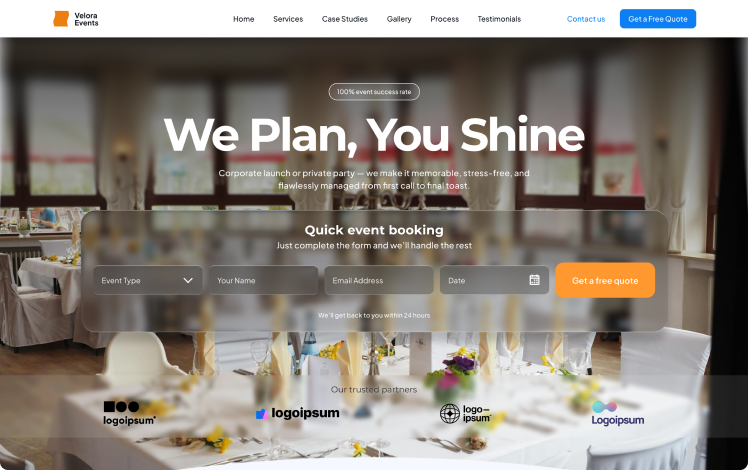 Velora
Events
Home
Services
Case Studies
Gallery
Process
Testimonials
Contact us
Get a Free Quote
100% event success rate
We Plan, You Shine
Corporate launch or private party — we make it memorable, stress-free, and
flawlessly managed from first call to final toast.
Quick event booking
Just complete the form and we'll handle the rest
Event Type
Your Name
Email Address
Date
Get a free quote
We'll get back to you within 24 hours
Our trusted partners
logoipsum
logoipsum
logo—
ipsum
Logoipsum